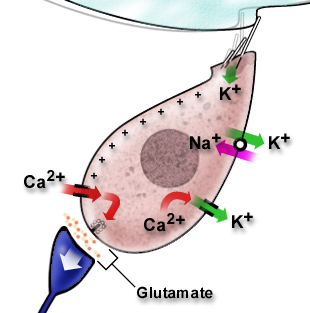 K+
Na+ K+
Ca2+
Ca2+ K+
Glutamate